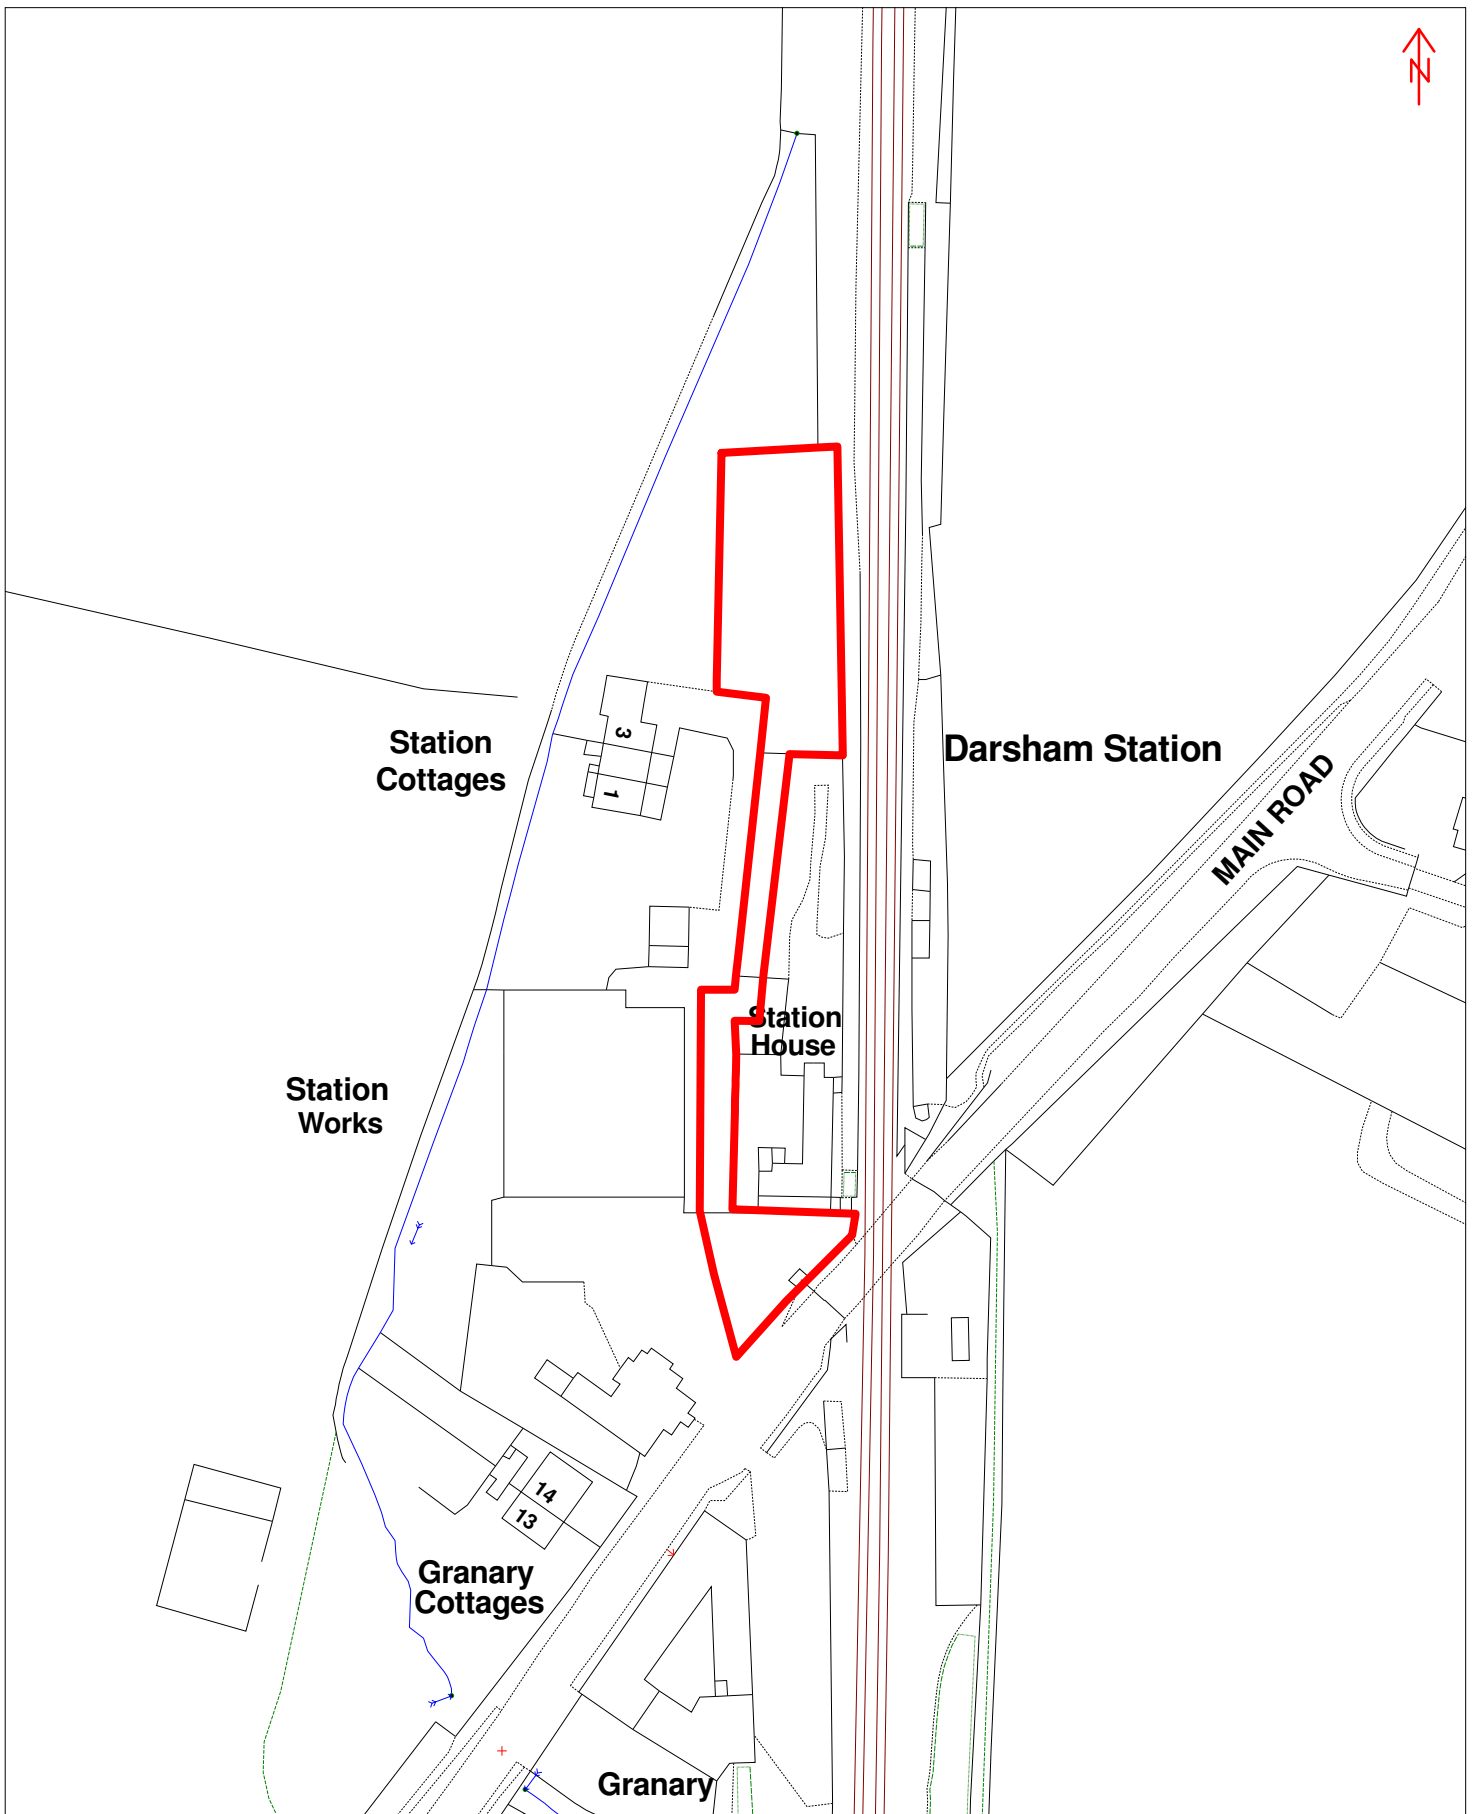 N
Station
Cottages
3
1
Darsham Station
MAIN ROAD
Station
House
Station
Works
14
13
Granary
Cottages
Granary